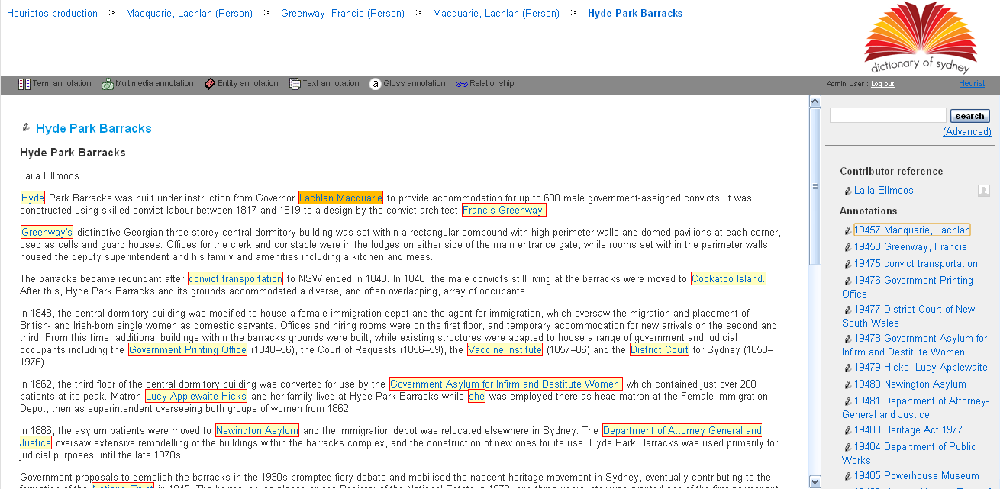 Heuristos production > Macquarie, Lachlan (Person) > Greenway, Francis (Person) > Macquarie, Lachlan (Person) > Hyde Park Barracks
dictionary of sydney
Term annotation Multimedia annotation Entity annotation Text annotation a Gloss annotation Relationship
Admin User : Log out Heurist
Hyde Park Barracks
Hyde Park Barracks
Laila Ellmoos
Hyde Park Barracks was built under instruction from Governor Lachlan Macquarie to provide accommodation for up to 600 male government-assigned convicts. It was
constructed using skilled convict labour between 1817 and 1819 to a design by the convict architect Francis Greenway.
Greenway's distinctive Georgian three-storey central dormitory building was set within a rectangular compound with high perimeter walls and domed pavilions at each corner,
used as cells and guard houses. Offices for the clerk and constable were in the lodges on either side of the main entrance gate, while rooms set within the perimeter walls
housed the deputy superintendent and his family and amenities including a kitchen and mess.
The barracks became redundant after convict transportation to NSW ended in 1840. In 1848, the male convicts still living at the barracks were moved to Cockatoo Island.
After this, Hyde Park Barracks and its grounds accommodated a diverse, and often overlapping, array of occupants.
In 1848, the central dormitory building was modified to house a female immigration depot and the agent for immigration, which oversaw the migration and placement of
British- and Irish-born single women as domestic servants. Offices and hiring rooms were on the first floor, and temporary accommodation for new arrivals on the second and
third. From this time, additional buildings within the barracks grounds were built, while existing structures were adapted to house a range of government and judicial
occupants including the Government Printing Office (1848–56), the Court of Requests (1856–59), the Vaccine Institute (1857–86) and the District Court for Sydney (1858–
1976).
In 1862, the third floor of the central dormitory building was converted for use by the Government Asylum for Infirm and Destitute Women, which contained just over 200
patients at its peak. Matron Lucy Applewaite Hicks and her family lived at Hyde Park Barracks while she was employed there as head matron at the Female Immigration
Depot, then as superintendent overseeing both groups of women from 1862.
In 1886, the asylum patients were moved to Newington Asylum and the immigration depot was relocated elsewhere in Sydney. The Department of Attorney General and
Justice oversaw extensive remodelling of the buildings within the barracks complex, and the construction of new ones for its use. Hyde Park Barracks was used primarily for
judicial purposes until the late 1970s.
Government proposals to demolish the barracks in the 1930s prompted fiery debate and mobilised the nascent heritage movement in Sydney, eventually contributing to the
formation of the National Trust in 1945. The barracks was placed on the Register of the National Estate in 1979, and three years later was granted one of the first permanent
search
(Advanced)
Contributor reference
Laila Ellmoos
Annotations
19457 Macquarie, Lachlan
19458 Greenway, Francis
19475 convict transportation
19476 Government Printing
Office
19477 District Court of New
South Wales
19478 Government Asylum for
Infirm and Destitute Women
19479 Hicks, Lucy Applewaite
19480 Newington Asylum
19481 Department of Attorney-
General and Justice
19483 Heritage Act 1977
19484 Department of Public
Works
19485 Powerhouse Museum